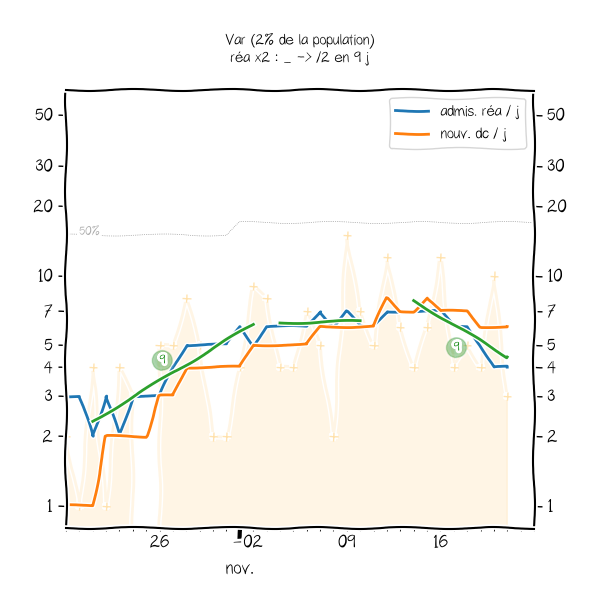 Var (2% de la population)
réa x2 : _ -> /2 en 9 j
admis. réa / j
nouv. dc / j
50 50
30 30
20 20
50%
10 10
7 7
5 5
4 4
3 3
2 2
1 1
9
9
26 02 09 16
nov.